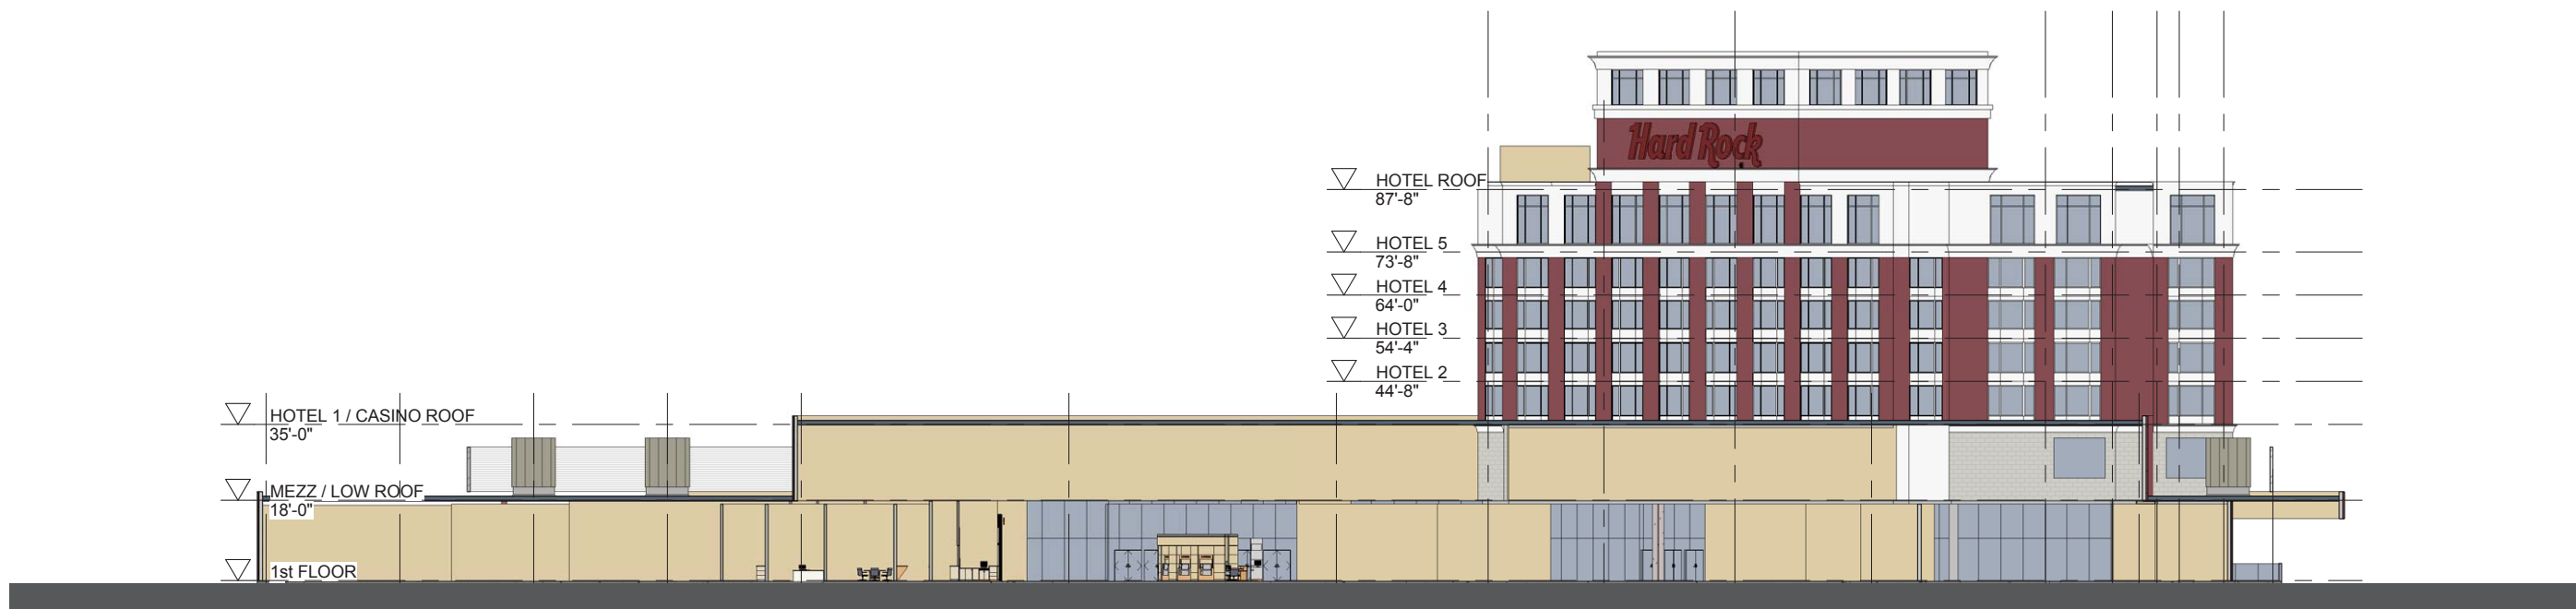 Hard Rock
HOTEL ROOF
87'-8"
HOTEL 5
73'-8"
HOTEL 4
64'-0"
HOTEL 3
54'-4"
HOTEL 2
44'-8"
HOTEL 1 / CASINO ROOF
35'-0"
MEZZ / LOW ROOF
18'-0"
1st FLOOR